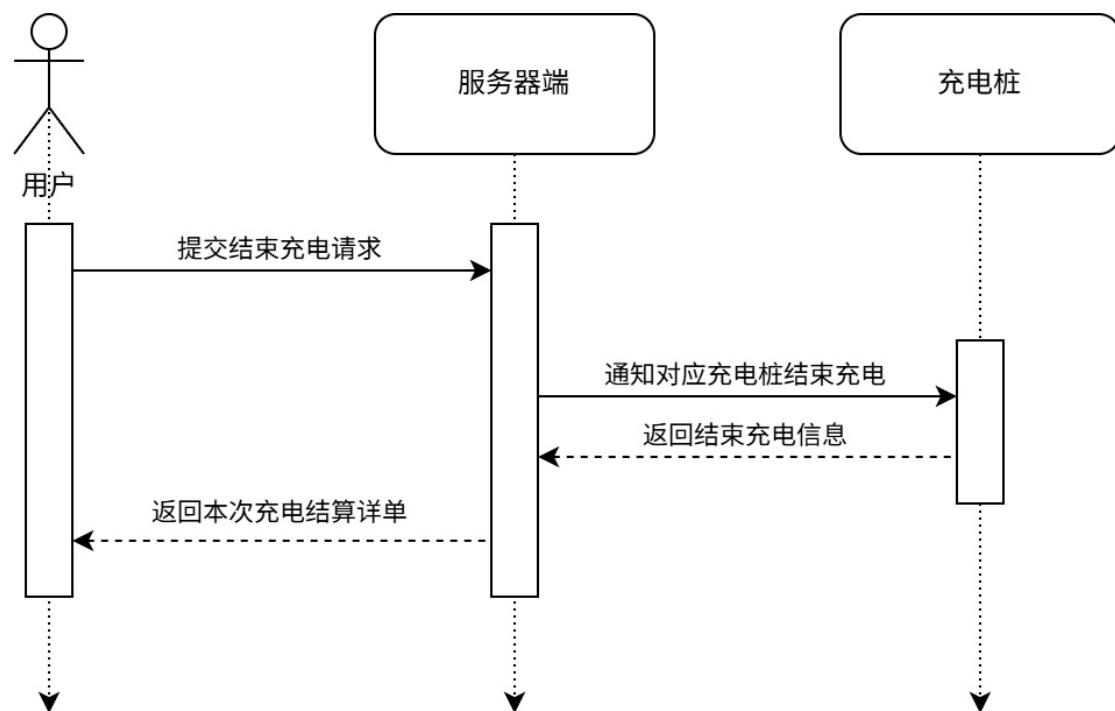 服务器端
充电桩
用户
提交结束充电请求
通知对应充电桩结束充电
返回结束充电信息
返回本次充电结算详单